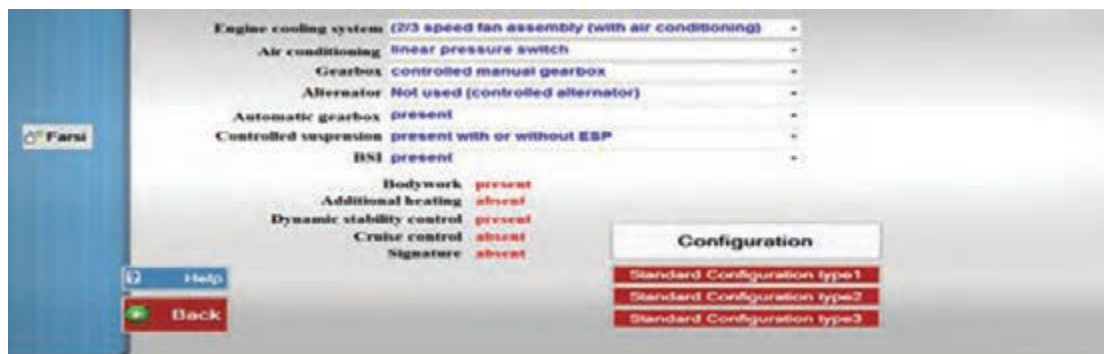 Engine cooling system (2/3 speed fan assembly (with air conditioning)
Air conditioning linear pressure switch
Gearbox controlled manual gearbox
Alternator Not used (controlled alternator)
Automatic gearbox present
Controlled suspension present with or without ESP
BSI present
Farsi
Bodywork present
Additional heating absent
Dynamic stability control present
Cruise control absent
Signature absent
Configuration
Standard Configuration type1
Standard Configuration type2
Standard Configuration type3
Help
Back